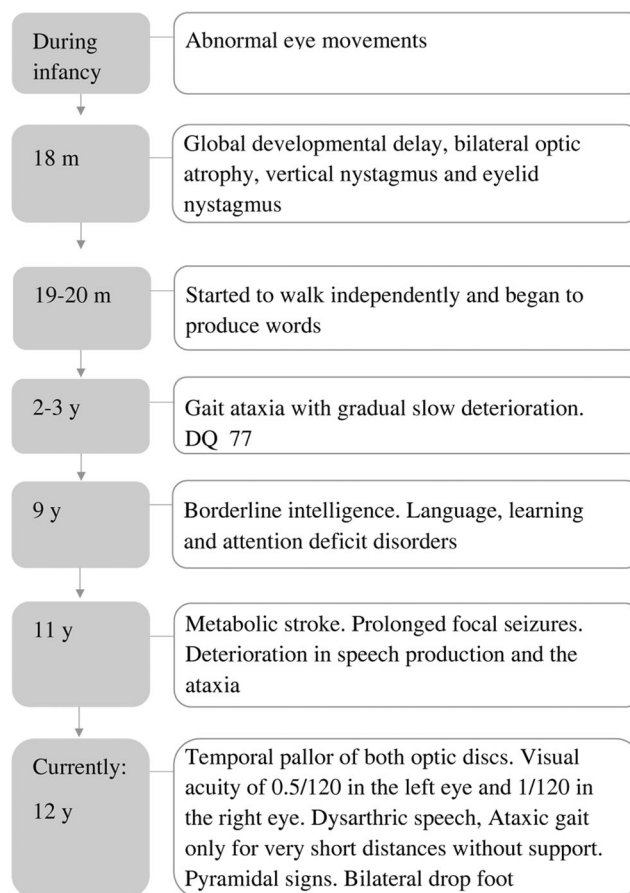 During
infancy
Abnormal eye movements
18 m
Global developmental delay, bilateral optic
atrophy, vertical nystagmus and eyelid
nystagmus
19-20 m
Started to walk independently and began to
produce words
2-3 y
Gait ataxia with gradual slow deterioration.
DQ 77
9 y
Borderline intelligence. Language, learning
and attention deficit disorders
11 y
Metabolic stroke. Prolonged focal seizures.
Deterioration in speech production and the
ataxia
Currently:
12 y
Temporal pallor of both optic discs. Visual
acuity of 0.5/120 in the left eye and 1/120 in
the right eye. Dysarthric speech, Ataxic gait
only for very short distances without support.
Pyramidal signs. Bilateral drop foot